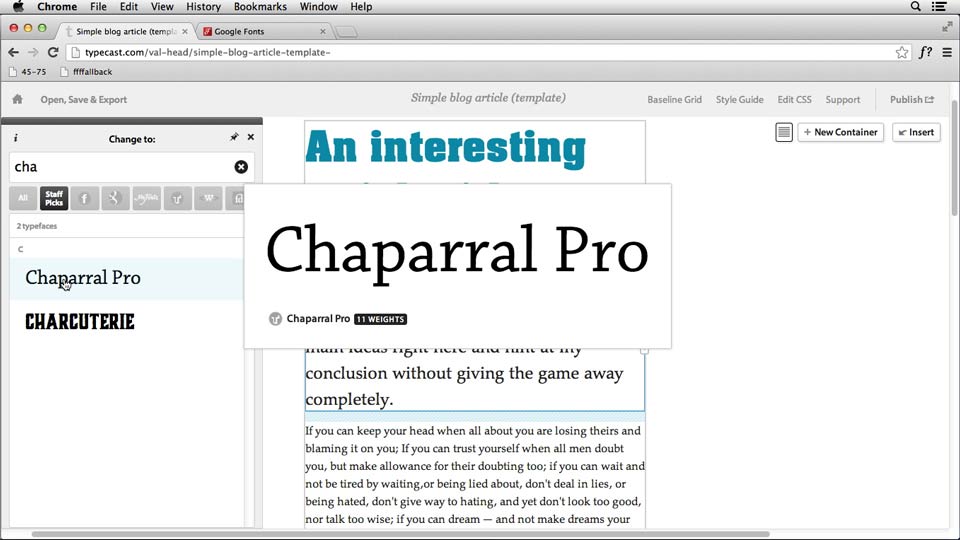 Chrome File Edit View History Bookmarks Window Help
Simple blog article (templa
Google Fonts
typecast.com/val-head/simple-blog-article-template-
f?
45-75 ffffallback
Open, Save & Export
Simple blog article (template)
Baseline Grid Style Guide Edit CSS Support Publish
i Change to:
New Container
Insert
An interesting
cha
All Staff Picks f g MyFonts W
2 typefaces
C
Chaparral Pro
CHARCUTERIE
Chaparral Pro
Chaparral Pro 11 WEIGHTS
main ideas right here and hint at my
conclusion without giving the game away
completely.
If you can keep your head when all about you are losing theirs and
blaming it on you; If you can trust yourself when all men doubt
you, but make allowance for their doubting too; if you can wait and
not be tired by waiting,or being lied about, don't deal in lies, or
being hated, don't give way to hating, and yet don't look too good,
nor talk too wise; if you can dream — and not make dreams your